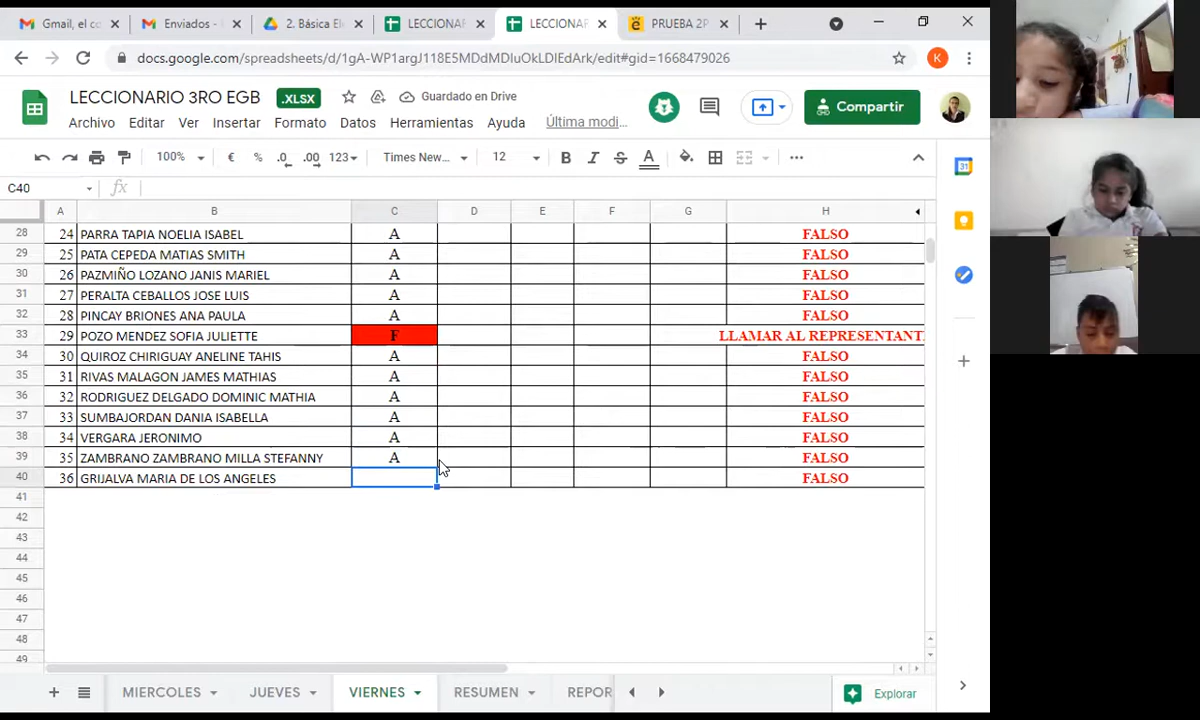 Gmail, el co
Enviados -
2. Básica El
LECCIONAR
LECCIONAR
PRUEBA 2P
docs.google.com/spreadsheets/d/1gA-WP1argJ118E5MDdMDIuOkLDIEdArk/edit#gid=1668479026
K
LECCIONARIO 3RO EGB .XLSX Guardado en Drive
Archivo Editar Ver Insertar Formato Datos Herramientas Ayuda Última modi...
Compartir
100% € % .0 .00 123 Times New... 12 B I S A
C40 fx
A B C D E F G H
28 24 PARRA TAPIA NOELIA ISABEL A FALSO
29 25 PATA CEPEDA MATIAS SMITH A FALSO
30 26 PAZMIÑO LOZANO JANIS MARIEL A FALSO
31 27 PERALTA CEBALLOS JOSE LUIS A FALSO
32 28 PINCAY BRIONES ANA PAULA A FALSO
33 29 POZO MENDEZ SOFIA JULIETTE F LLAMAR AL REPRESENTANT
34 30 QUIROZ CHIRIGUAY ANELINE TAHIS A FALSO
35 31 RIVAS MALAGON JAMES MATHIAS A FALSO
36 32 RODRIGUEZ DELGADO DOMINIC MATHIA A FALSO
37 33 SUMBAJORDAN DANIA ISABELLA A FALSO
38 34 VERGARA JERONIMO A FALSO
39 35 ZAMBRANO ZAMBRANO MILLA STEFANNY A FALSO
40 36 GRIJALVA MARIA DE LOS ANGELES FALSO
41
42
43
44
45
46
47
48
49
MIERCOLES JUEVES VIERNES RESUMEN REPOR Explorar
31